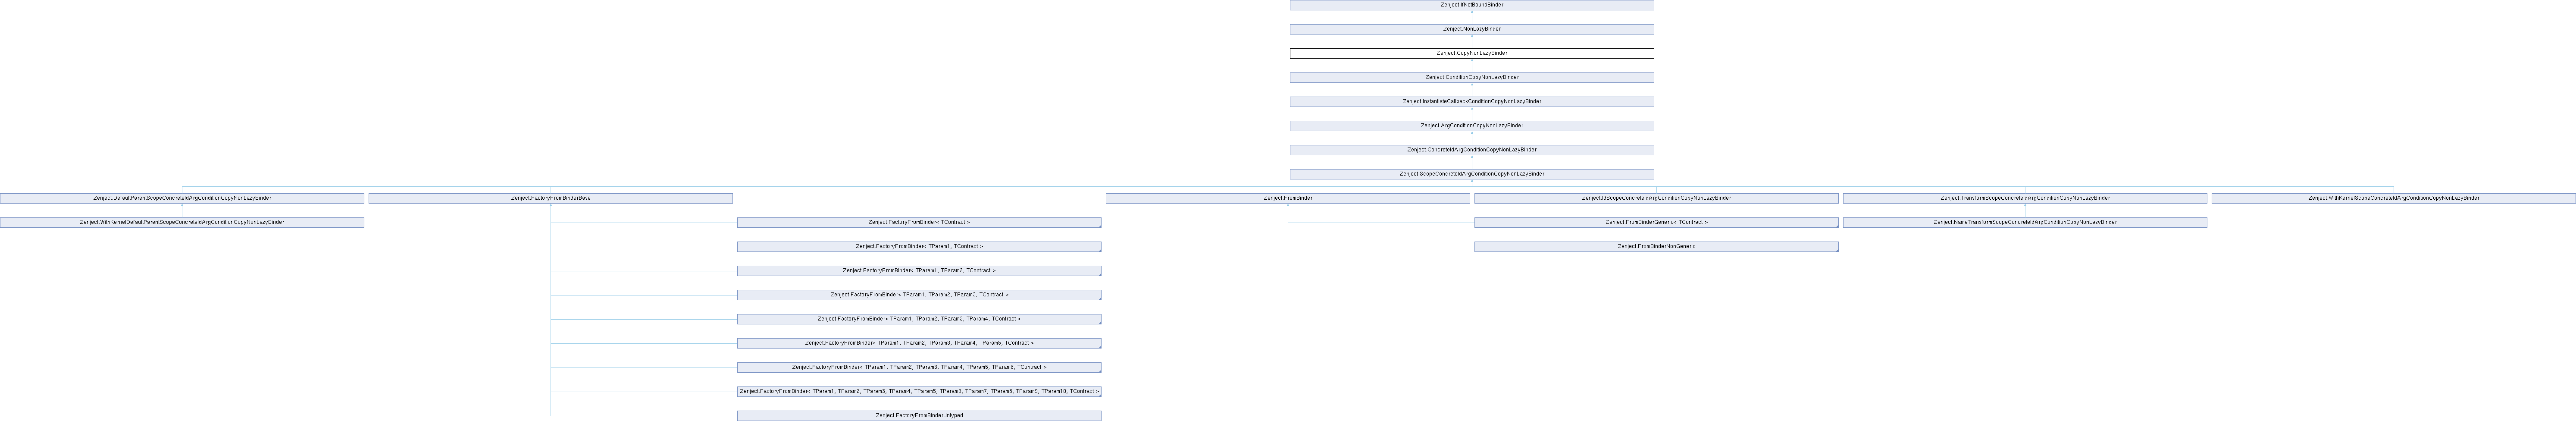 Zenject.IfNotBoundBinder
Zenject.NonLazyBinder
Zenject.CopyNonLazyBinder
Zenject.ConditionCopyNonLazyBinder
Zenject.InstantiateCallbackConditionCopyNonLazyBinder
Zenject.ArgConditionCopyNonLazyBinder
Zenject.ConcreteIdArgConditionCopyNonLazyBinder
Zenject.ScopeConcreteIdArgConditionCopyNonLazyBinder
Zenject.DefaultParentScopeConcreteIdArgConditionCopyNonLazyBinder
Zenject.FactoryFromBinderBase
Zenject.FromBinder
Zenject.IdScopeConcreteIdArgConditionCopyNonLazyBinder
Zenject.TransformScopeConcreteIdArgConditionCopyNonLazyBinder
Zenject.WithKernelScopeConcreteIdArgConditionCopyNonLazyBinder
Zenject.WithKernelDefaultParentScopeConcreteIdArgConditionCopyNonLazyBinder
Zenject.FactoryFromBinder< TContract >
Zenject.FromBinderGeneric< TContract >
Zenject.NameTransformScopeConcreteIdArgConditionCopyNonLazyBinder
Zenject.FactoryFromBinder< TParam1, TContract >
Zenject.FromBinderNonGeneric
Zenject.FactoryFromBinder< TParam1, TParam2, TContract >
Zenject.FactoryFromBinder< TParam1, TParam2, TParam3, TContract >
Zenject.FactoryFromBinder< TParam1, TParam2, TParam3, TParam4, TContract >
Zenject.FactoryFromBinder< TParam1, TParam2, TParam3, TParam4, TParam5, TContract >
Zenject.FactoryFromBinder< TParam1, TParam2, TParam3, TParam4, TParam5, TParam6, TContract >
Zenject.FactoryFromBinder< TParam1, TParam2, TParam3, TParam4, TParam5, TParam6, TParam7, TParam8, TParam9, TParam10, TContract >
Zenject.FactoryFromBinderUntyped